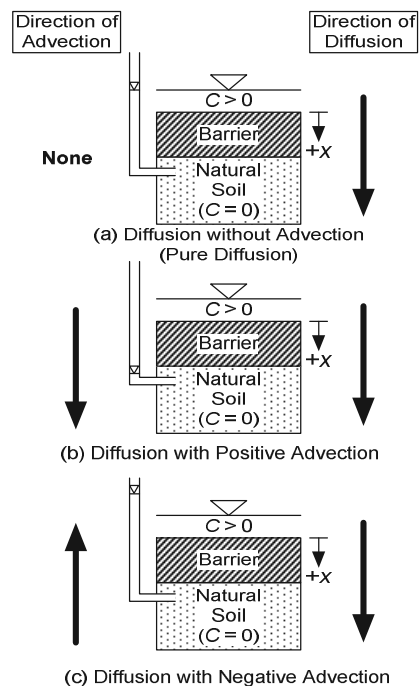 Direction of
Advection
Direction of
Diffusion
C > 0
Barrier
+x
None
Natural
Soil
(C = 0)
(a) Diffusion without Advection
(Pure Diffusion)
C > 0
Barrier
+x
Natural
Soil
(C = 0)
(b) Diffusion with Positive Advection
C > 0
Barrier
+x
Natural
Soil
(C = 0)
(c) Diffusion with Negative Advection